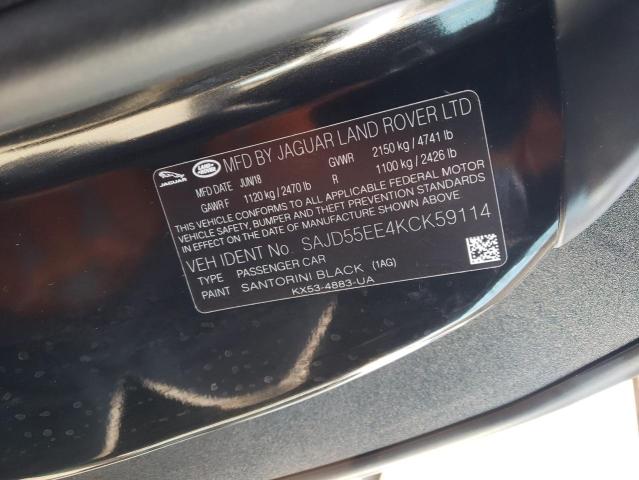 JAGUAR LAND ROVER MFD BY JAGUAR LAND ROVER LTD
MFD DATE JUN/18 GVWR 2150 kg / 4741 lb
GAWR F 1120 kg / 2470 lb R 1100 kg / 2426 lb
THIS VEHICLE CONFORMS TO ALL APPLICABLE FEDERAL MOTOR
VEHICLE SAFETY, BUMPER AND THEFT PREVENTION STANDARDS IN
EFFECT ON THE DATE OF MANUFACTURE SHOWN ABOVE
VEH IDENT No. SAJD55EE4KCK59114
TYPE PASSENGER CAR
PAINT SANTORINI BLACK (1AG)
KX53-4883-UA